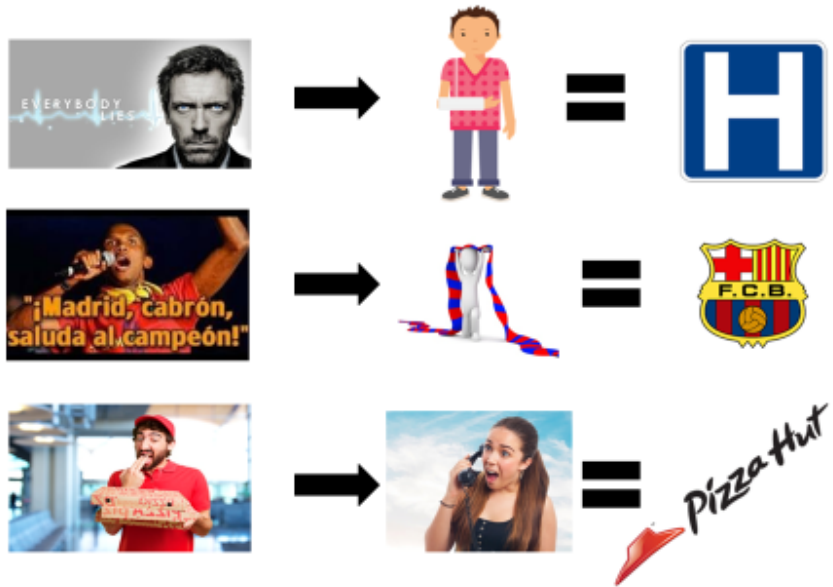 EVERYBODY
LIES
H
"¡Madrid, cabrón,
saluda al campeón!"
F.C.B.
Pizza Hut